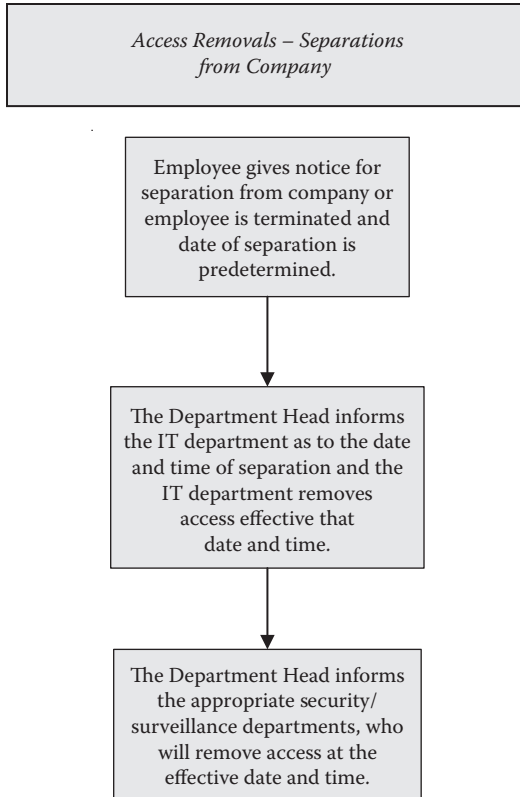 Access Removals – Separations
from Company
Employee gives notice for
separation from company or
employee is terminated and
date of separation is
predetermined.
The Department Head informs
the IT department as to the date
and time of separation and the
IT department removes
access effective that
date and time.
The Department Head informs
the appropriate security/
surveillance departments, who
will remove access at the
effective date and time.